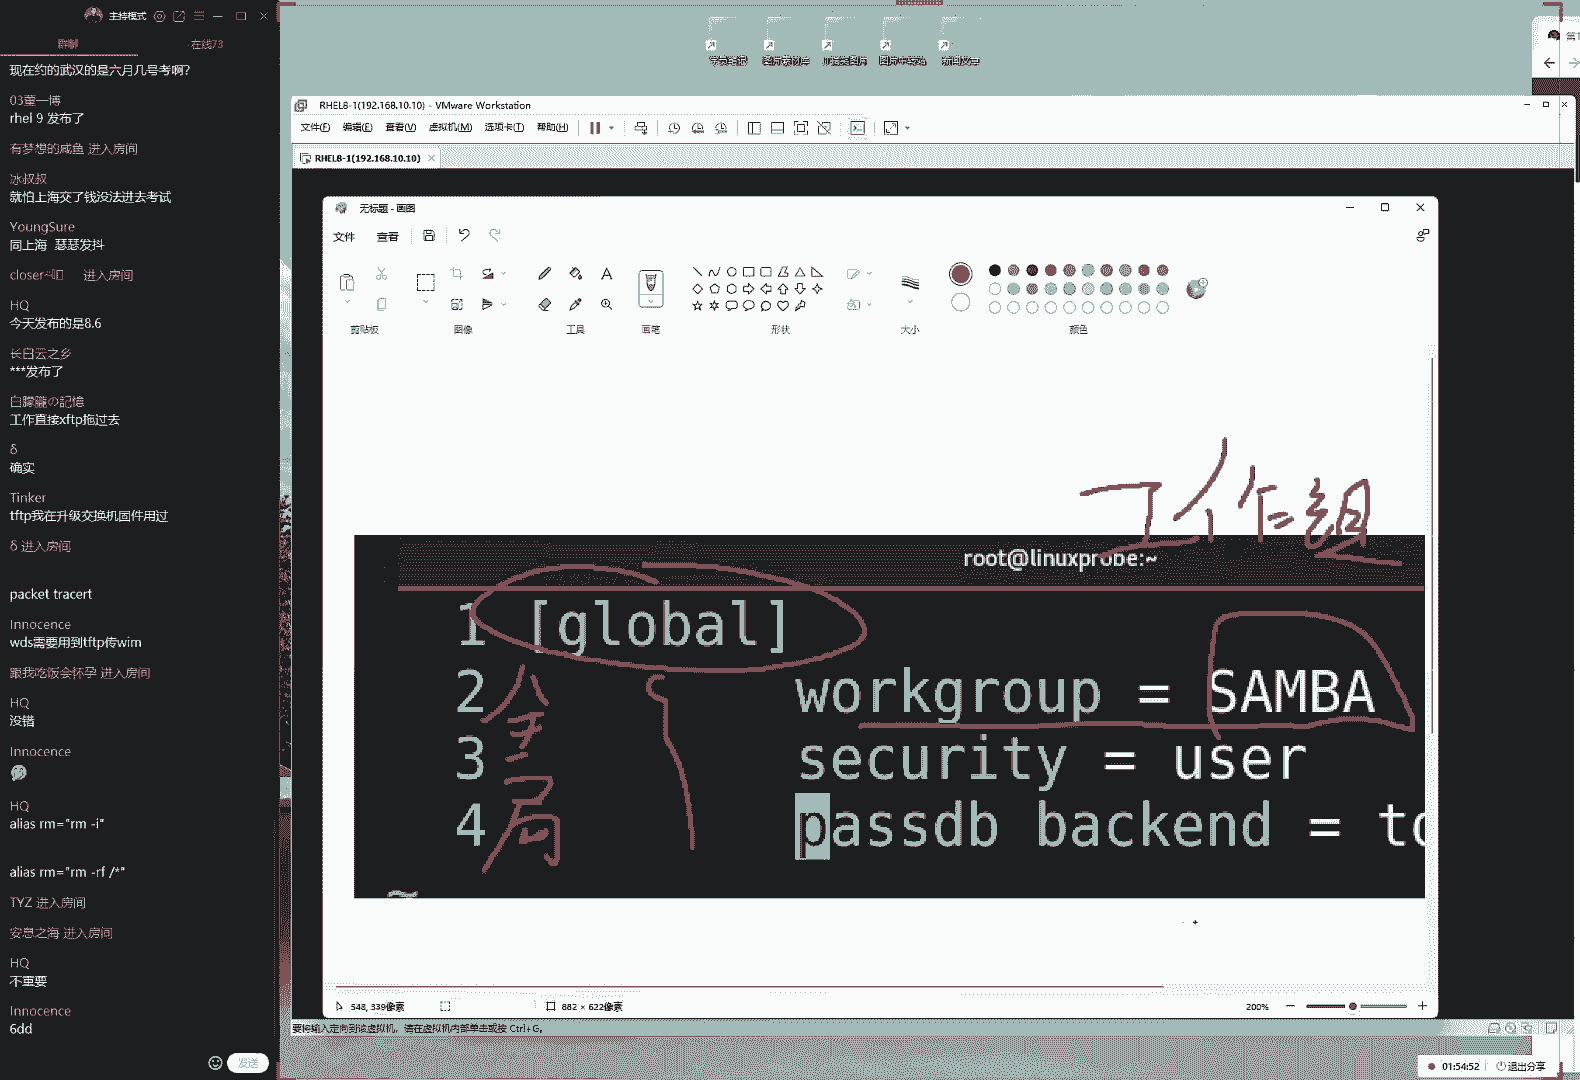 主持模式
群聊
在线73
现在约的武汉的是六月几号考啊?
03董一博
rhel 9 发布了
有梦想的咸鱼 进入房间
冰叔叔
就怕上海交了钱没法进去考试
YoungSure
同上海 瑟瑟发抖
进入房间
HQ
今天发布的是8.6
长白云之乡
***发布了
白朦朧の記憶
工作直接xftp拖过去
δ
确实
Tinker
tftp我在升级交换机固件用过
δ 进入房间
packet tracert
Innocence
wds需要用到tftp传wim
跟我吃饭会怀孕 进入房间
HQ
没错
Innocence
HQ
alias rm="rm -i"
alias rm="rm -rf /*"
TYZ 进入房间
安息之海 进入房间
HQ
不重要
Innocence
6dd
发送
RHEL8-1(192.168.10.10) - VMware Workstation
文件(F) 编辑(E) 查看(V) 虚拟机(M) 选项卡(T) 帮助(H)
RHEL8-1(192.168.10.10)
无标题 - 画图
文件 查看
剪贴板 图像 工具 画笔 形状 大小 颜色
工作组
root@linuxprobe:~
1 [global]
2 workgroup = SAMBA
3 security = user
4 passdb backend = td
~
全局
548, 339像素
882 × 622像素
200%
要将输入定向到该虚拟机，请在虚拟机内部单击或按 Ctrl+G。
01:54:52
退出分享